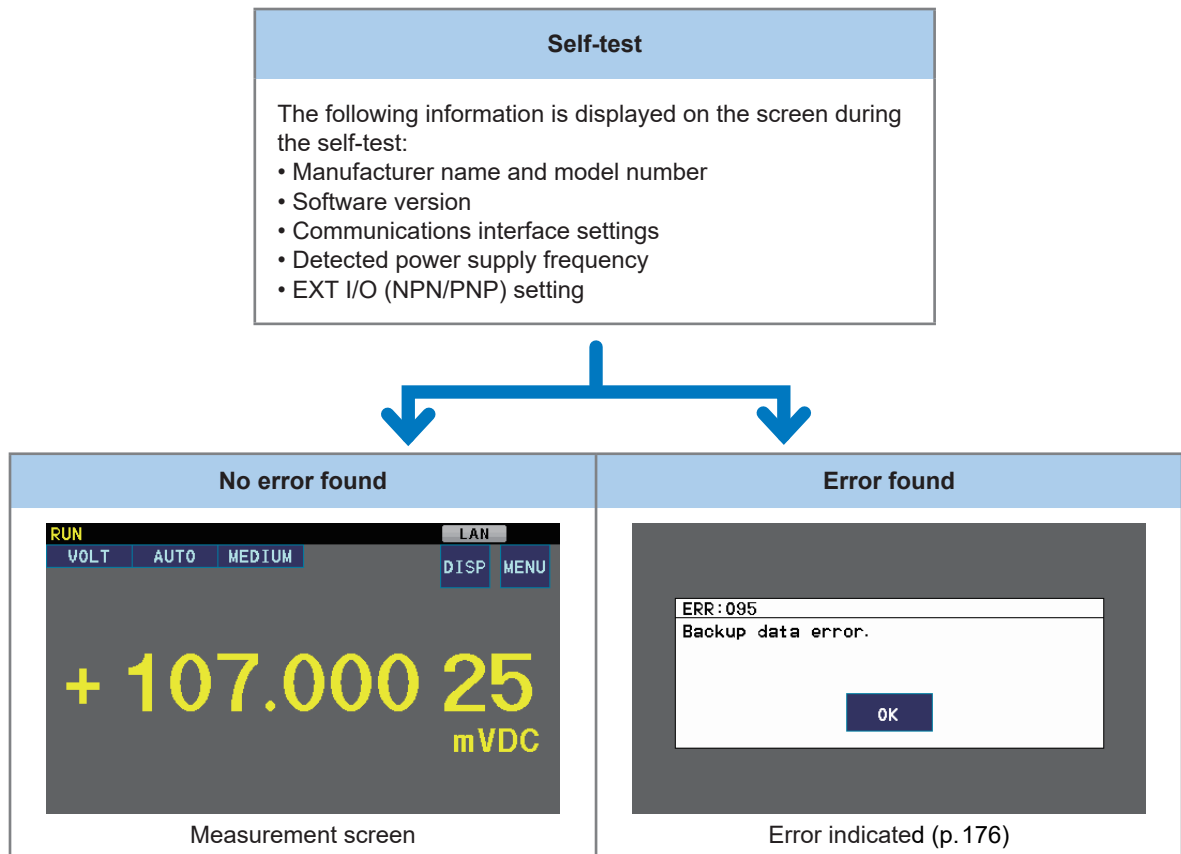 Self-test
The following information is displayed on the screen during
the self-test:
• Manufacturer name and model number
• Software version
• Communications interface settings
• Detected power supply frequency
• EXT I/O (NPN/PNP) setting
No error found
RUN
LAN
VOLT AUTO MEDIUM
DISP MENU
+ 107.000 25
mVDC
Measurement screen
Error found
ERR:095
Backup data error.
OK
Error indicated (p. 176)